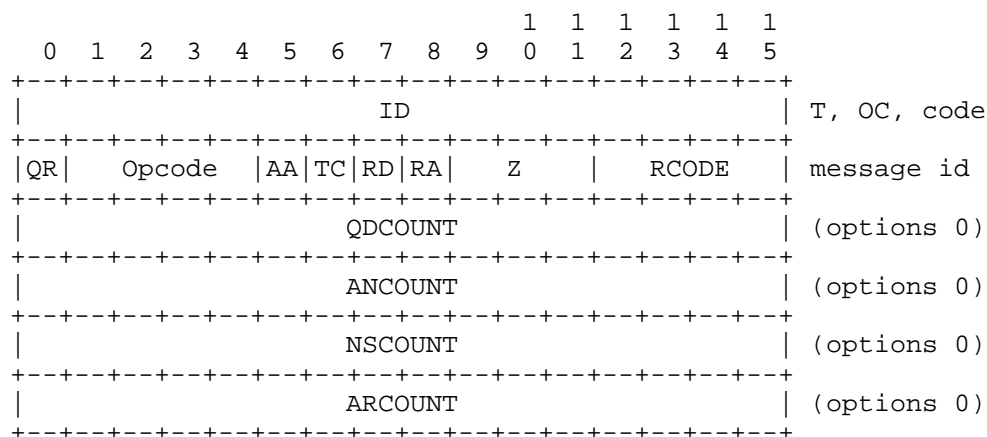 1 1 1 1 1 1
0 1 2 3 4 5 6 7 8 9 0 1 2 3 4 5
+--+--+--+--+--+--+--+--+--+--+--+--+--+--+--+--+
| ID | T, OC, code
+--+--+--+--+--+--+--+--+--+--+--+--+--+--+--+--+
|QR| Opcode |AA|TC|RD|RA| Z | RCODE | message id
+--+--+--+--+--+--+--+--+--+--+--+--+--+--+--+--+
| QDCOUNT | (options 0)
+--+--+--+--+--+--+--+--+--+--+--+--+--+--+--+--+
| ANCOUNT | (options 0)
+--+--+--+--+--+--+--+--+--+--+--+--+--+--+--+--+
| NSCOUNT | (options 0)
+--+--+--+--+--+--+--+--+--+--+--+--+--+--+--+--+
| ARCOUNT | (options 0)
+--+--+--+--+--+--+--+--+--+--+--+--+--+--+--+--+